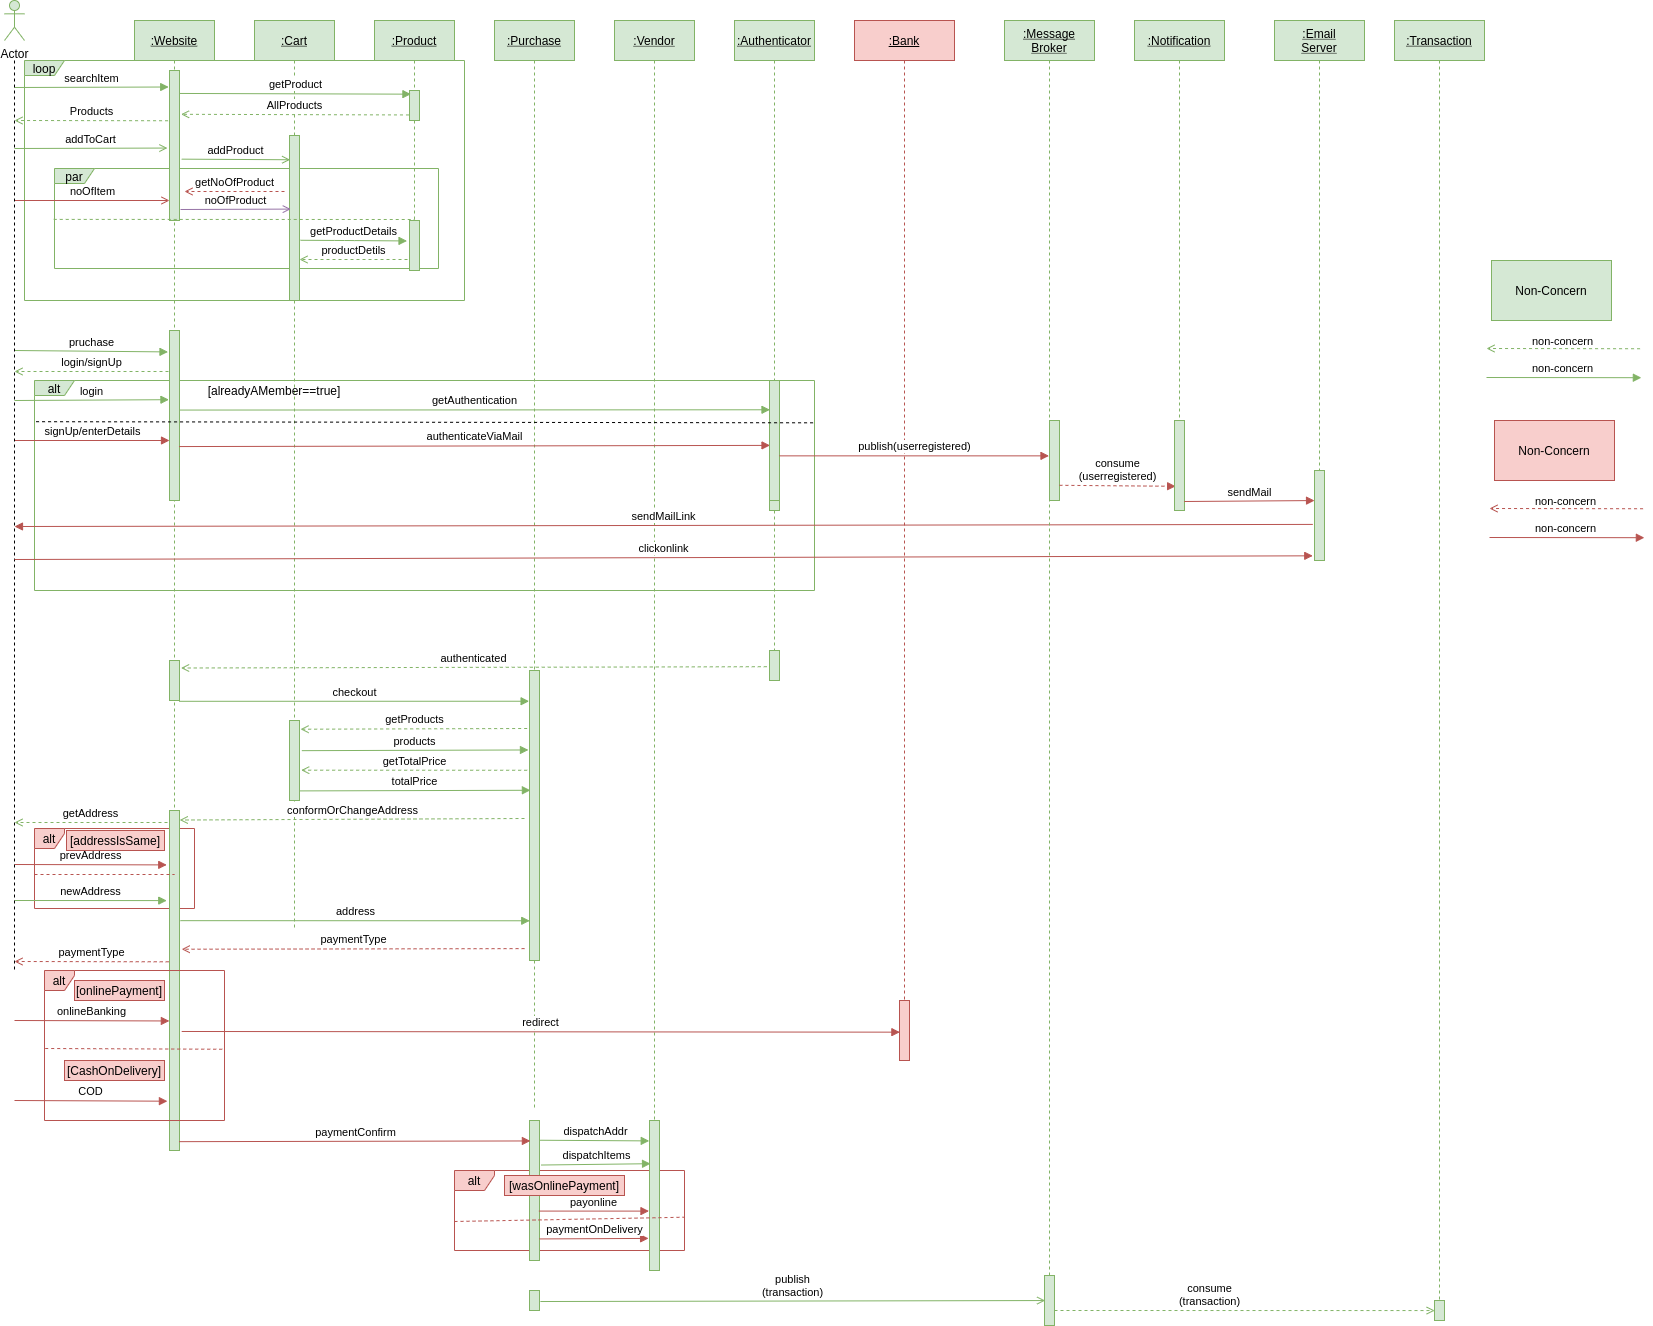 Actor
:Website
:Cart
:Product
:Purchase
:Vendor
:Authenticator
:Bank
:Message
Broker
:Notification
:Email
Server
:Transaction
loop
searchItem
getProduct
Products
AllProducts
addToCart
addProduct
par
getNoOfProduct
noOfItem
noOfProduct
getProductDetails
productDetils
Non-Concern
non-concern
non-concern
pruchase
login/signUp
alt
login
[alreadyAMember==true]
getAuthentication
signUp/enterDetails
authenticateViaMail
publish(userregistered)
consume
(userregistered)
sendMail
Non-Concern
non-concern
non-concern
sendMailLink
clickonlink
authenticated
checkout
getProducts
products
getTotalPrice
totalPrice
conformOrChangeAddress
getAddress
alt
[addressIsSame]
prevAddress
newAddress
address
paymentType
paymentType
alt
[onlinePayment]
onlineBanking
redirect
[CashOnDelivery]
COD
paymentConfirm
dispatchAddr
dispatchItems
alt
[wasOnlinePayment]
payonline
paymentOnDelivery
publish
(transaction)
consume
(transaction)